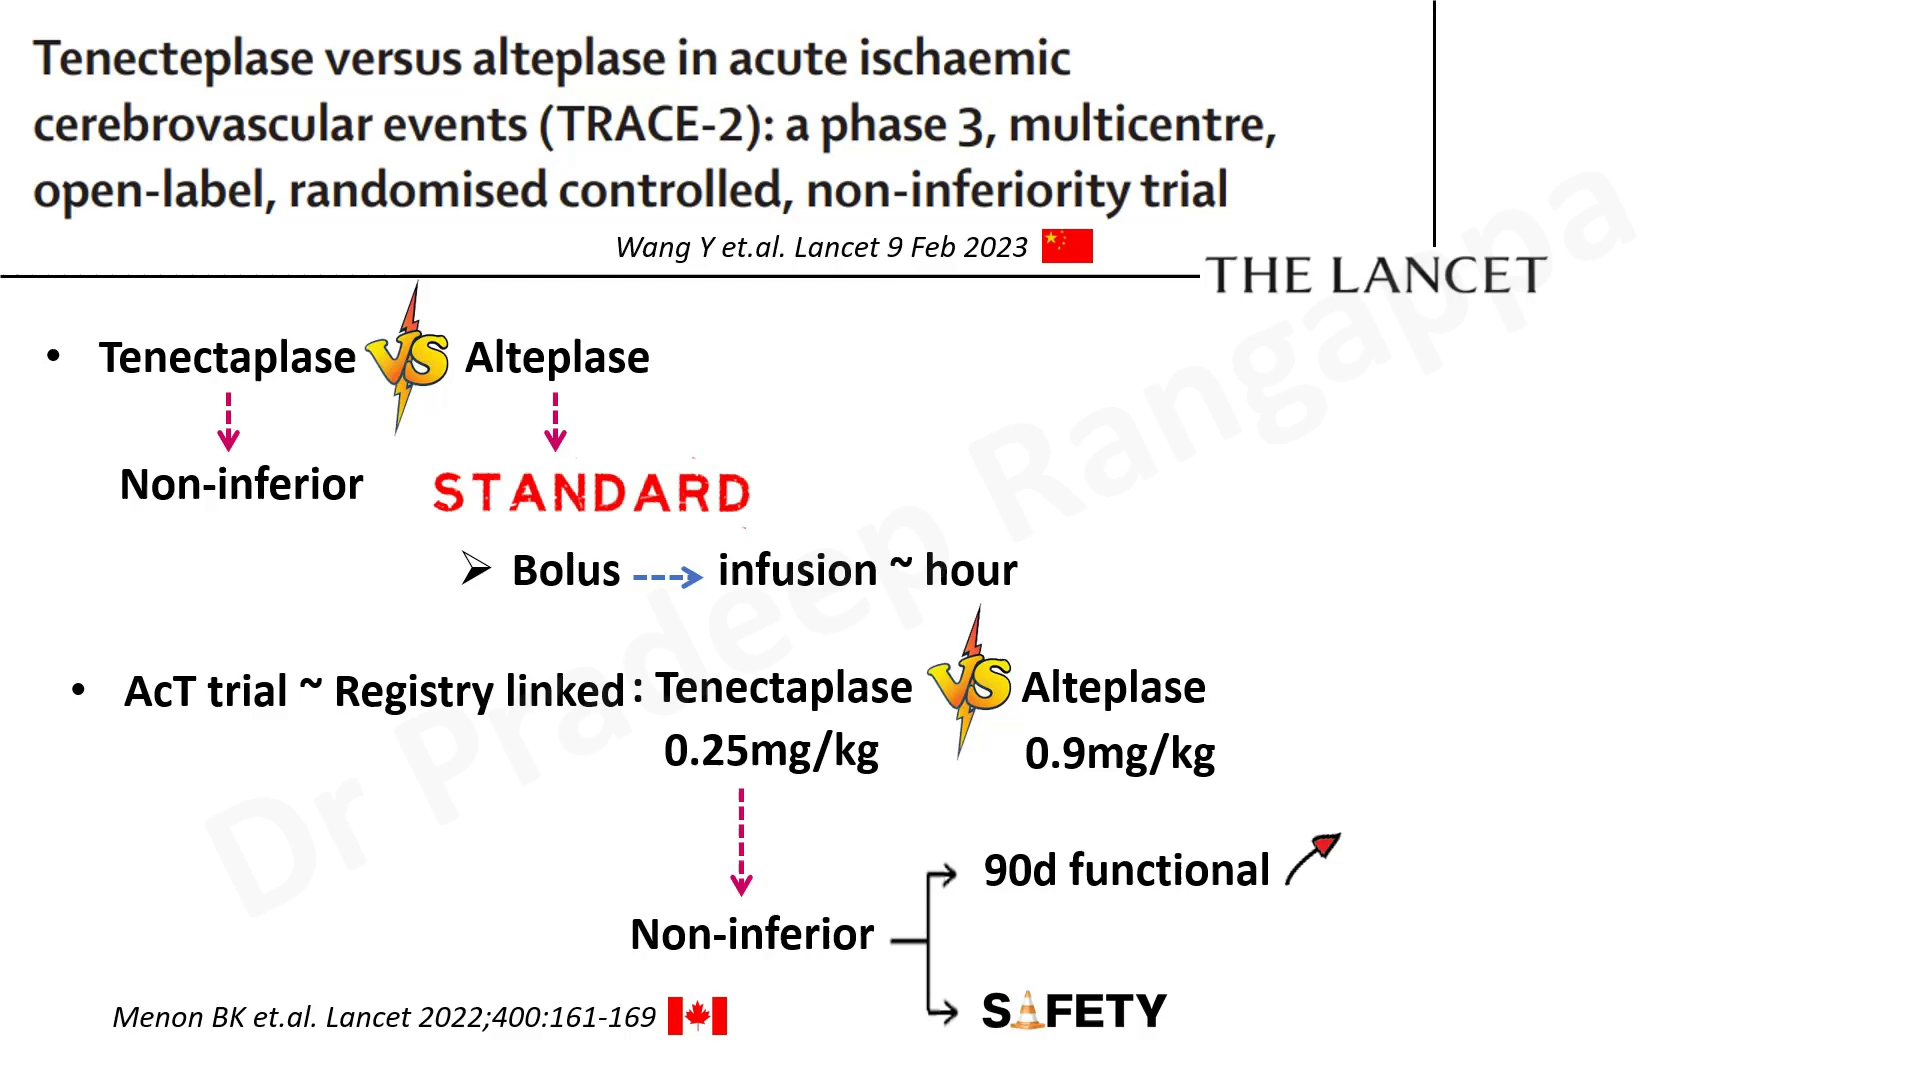 Tenecteplase versus alteplase in acute ischaemic
cerebrovascular events (TRACE-2): a phase 3, multicentre,
open-label, randomised controlled, non-inferiority trial
Wang Y et.al. Lancet 9 Feb 2023
THE LANCET
• Tenectaplase VS Alteplase
Non-inferior STANDARD
➢ Bolus infusion ~ hour
• AcT trial ~ Registry linked : Tenectaplase VS Alteplase
0.25mg/kg 0.9mg/kg
90d functional
Non-inferior
SAFETY
Menon BK et.al. Lancet 2022;400:161-169
Dr Pradeep Rangappa